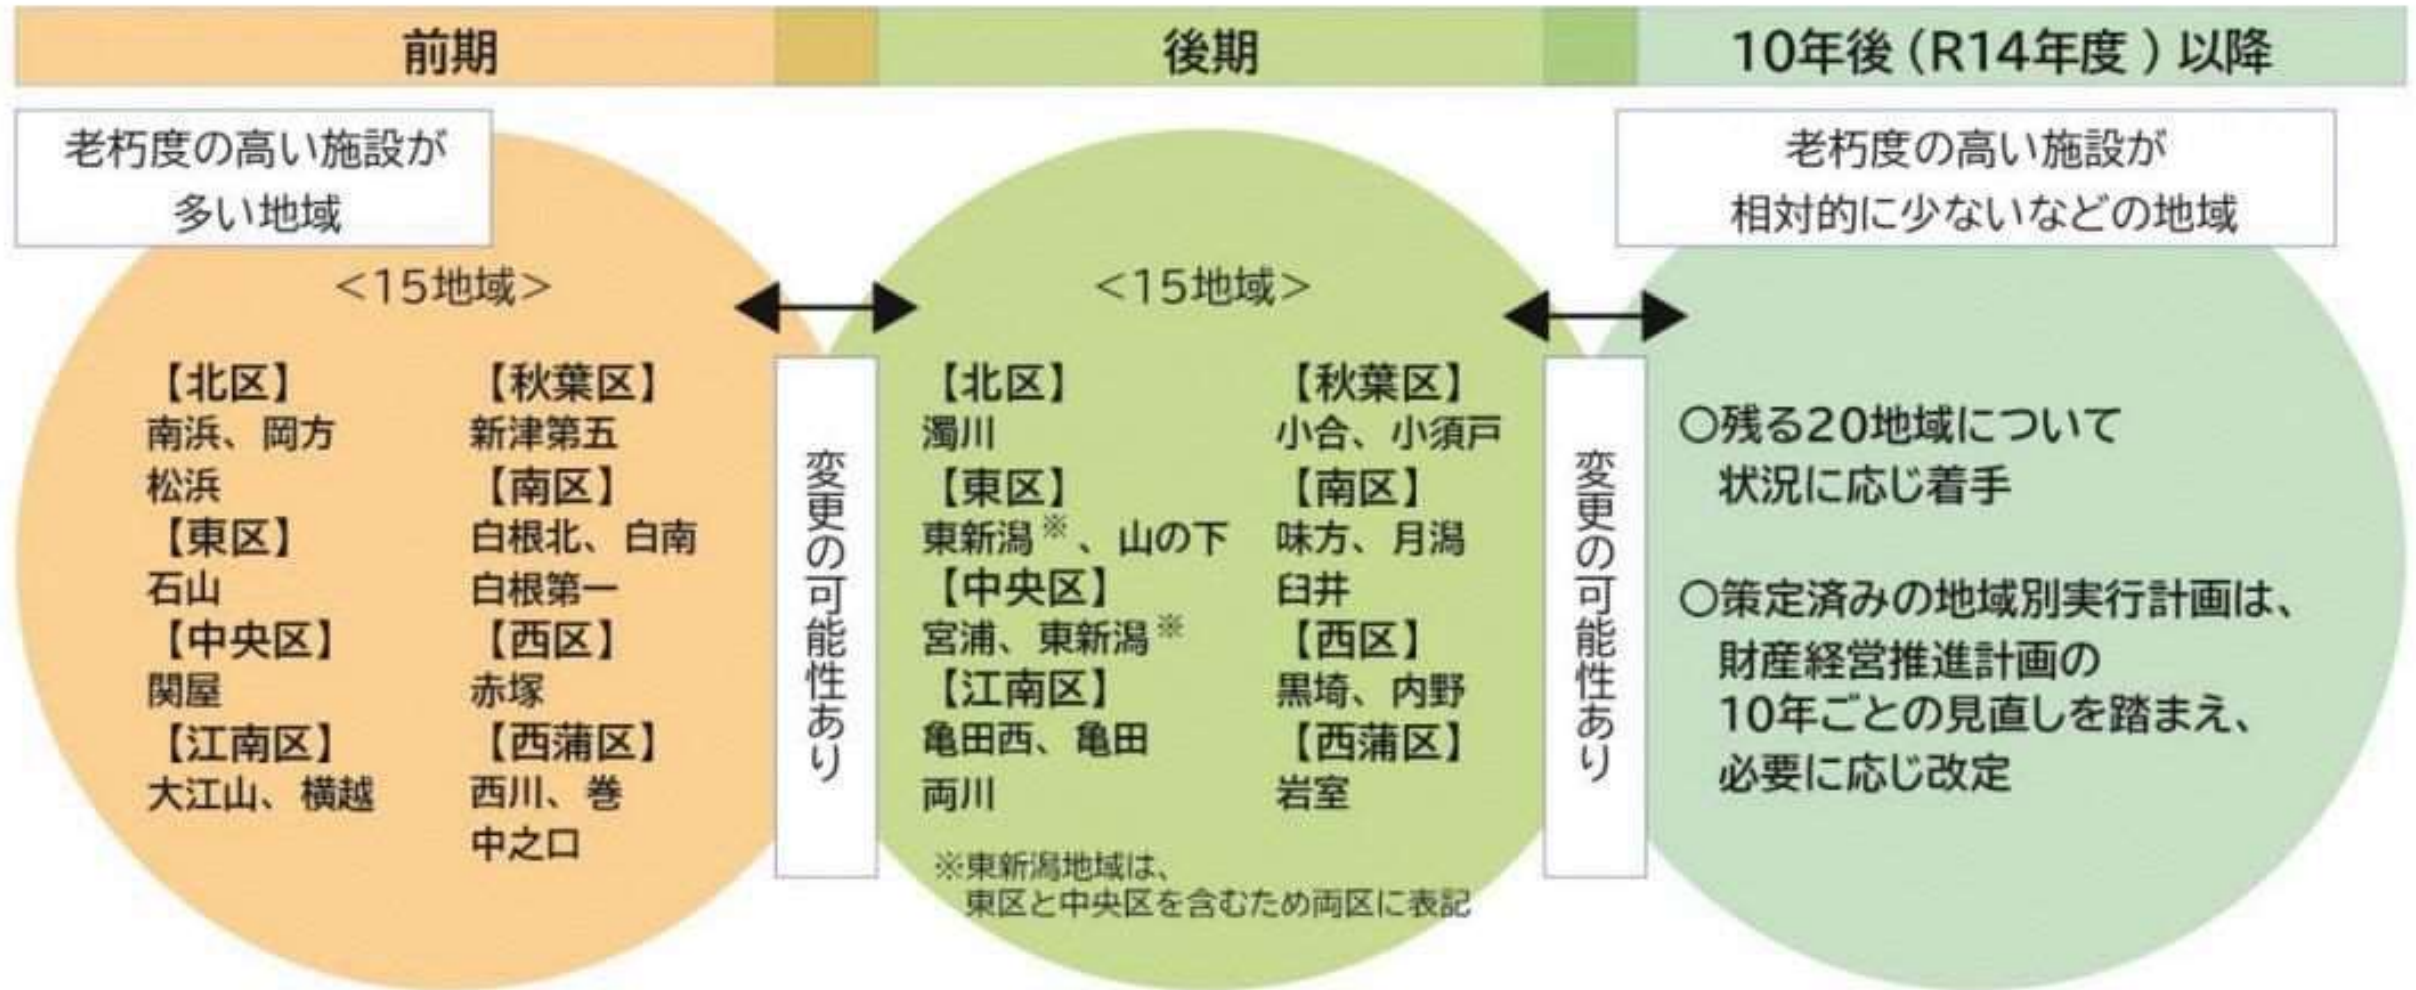 前期
老朽度の高い施設が
多い地域
<15地域>
【北区】
南浜、岡方
松浜
【東区】
石山
【中央区】
関屋
【江南区】
大江山、横越
【秋葉区】
新津第五
【南区】
白根北、白南
白根第一
【西区】
赤塚
【西蒲区】
西川、巻
中之口
変更の可能性あり
後期
<15地域>
【北区】
濁川
【東区】
東新潟※、山の下
【中央区】
宮浦、東新潟※
【江南区】
亀田西、亀田
両川
【秋葉区】
小合、小須戸
【南区】
味方、月潟
臼井
【西区】
黒埼、内野
【西蒲区】
岩室
※東新潟地域は、
東区と中央区を含むため両区に表記
変更の可能性あり
10年後(R14年度)以降
老朽度の高い施設が
相対的に少ないなどの地域
○残る20地域について
状況に応じ着手
○策定済みの地域別実行計画は、
財産経営推進計画の
10年ごとの見直しを踏まえ、
必要に応じ改定